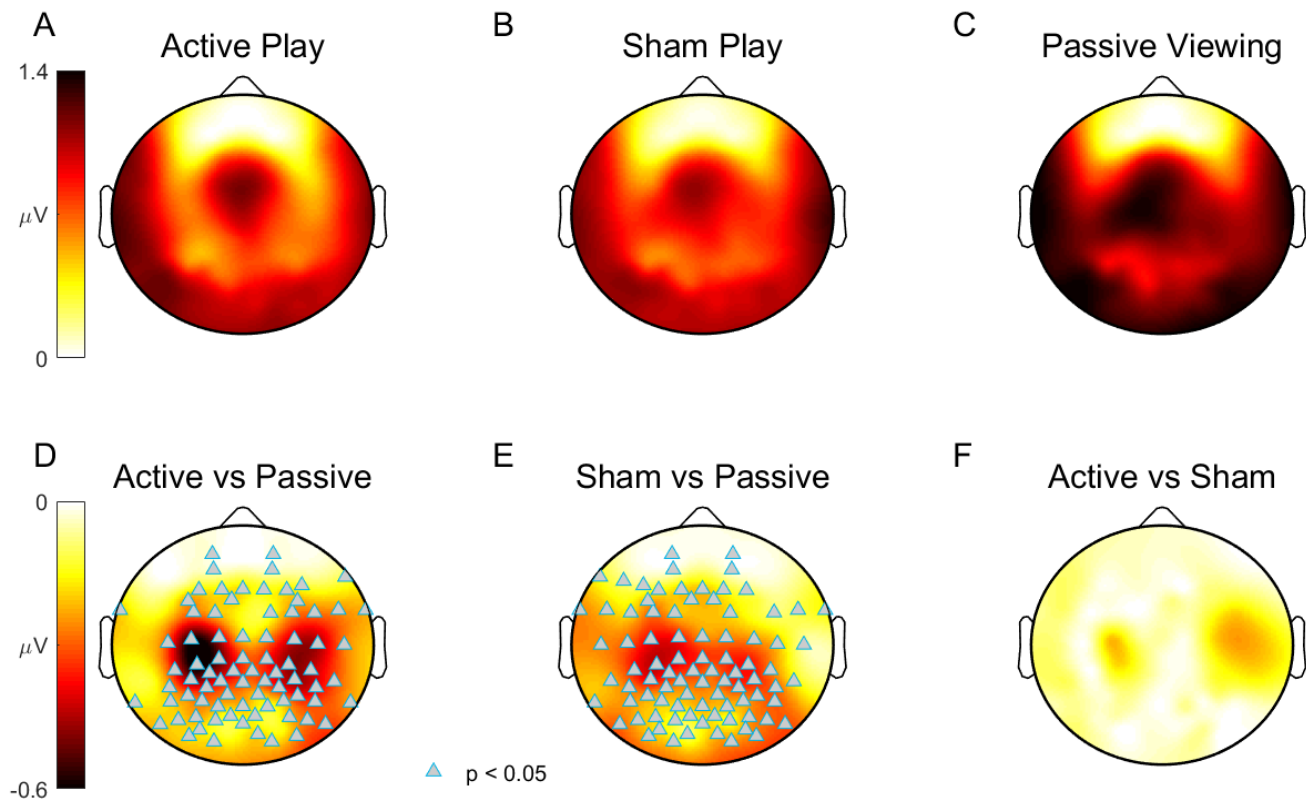 A
Active Play
B
Sham Play
C
Passive Viewing
1.4
μV
0
D
Active vs Passive
E
Sham vs Passive
F
Active vs Sham
0
μV
-0.6
p < 0.05